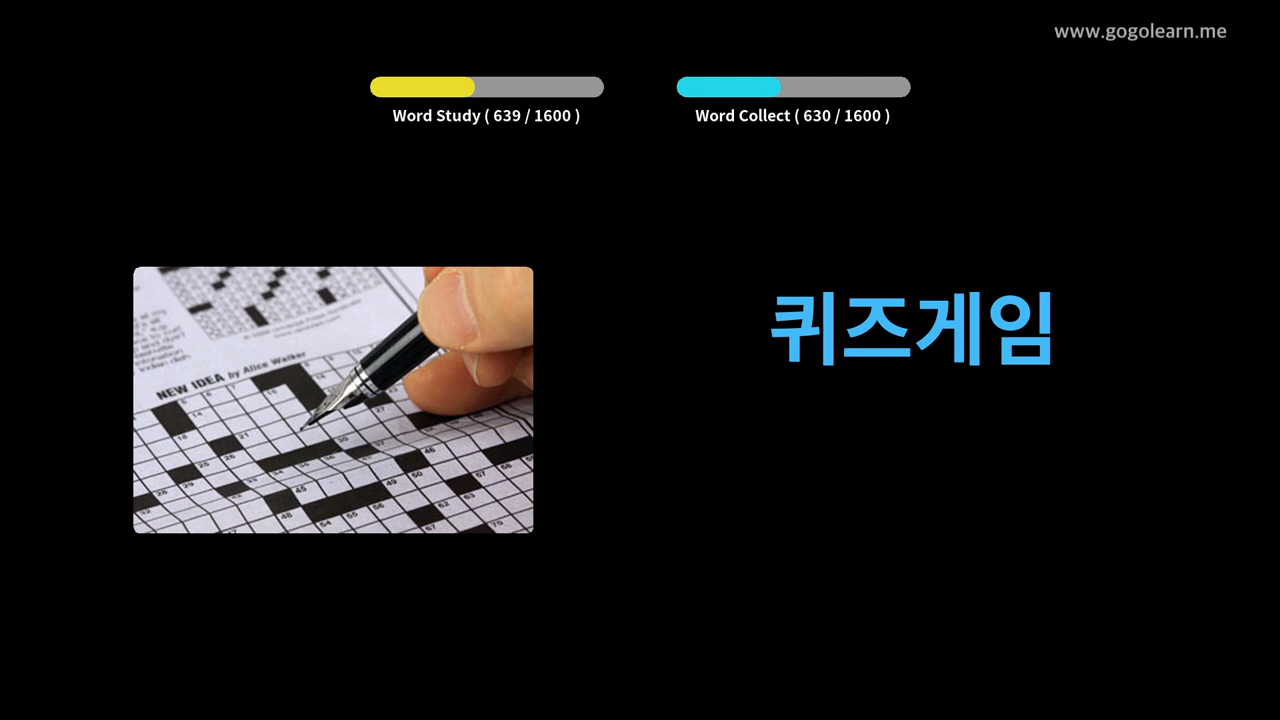 www.gogolearn.me
Word Study ( 639 / 1600 )
Word Collect ( 630 / 1600 )
퀴즈게임
NEW IDEA by Alice Walker